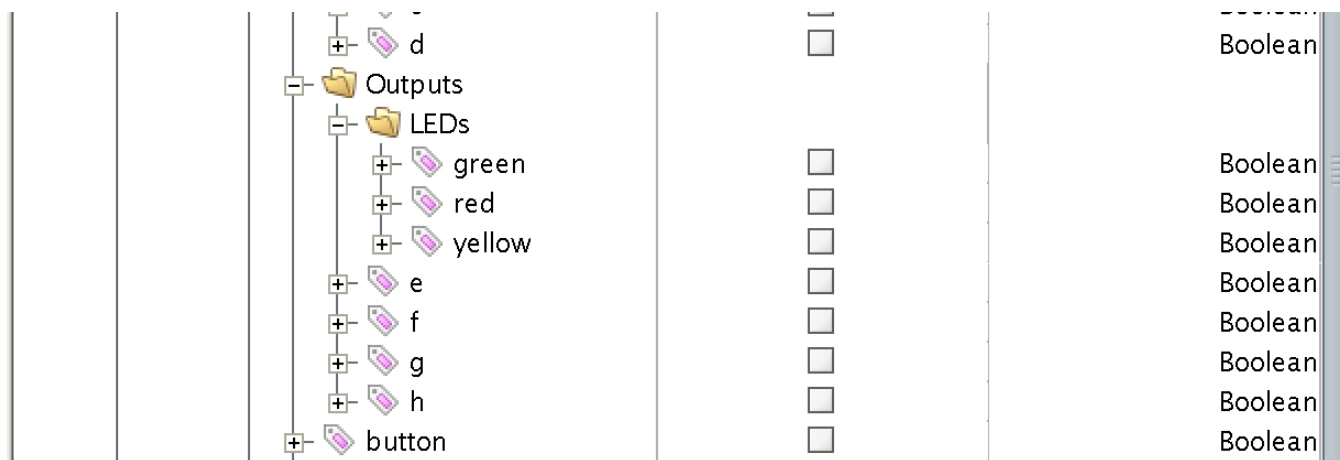 d Boolean
Outputs
LEDs
green Boolean
red Boolean
yellow Boolean
e Boolean
f Boolean
g Boolean
h Boolean
button Boolean